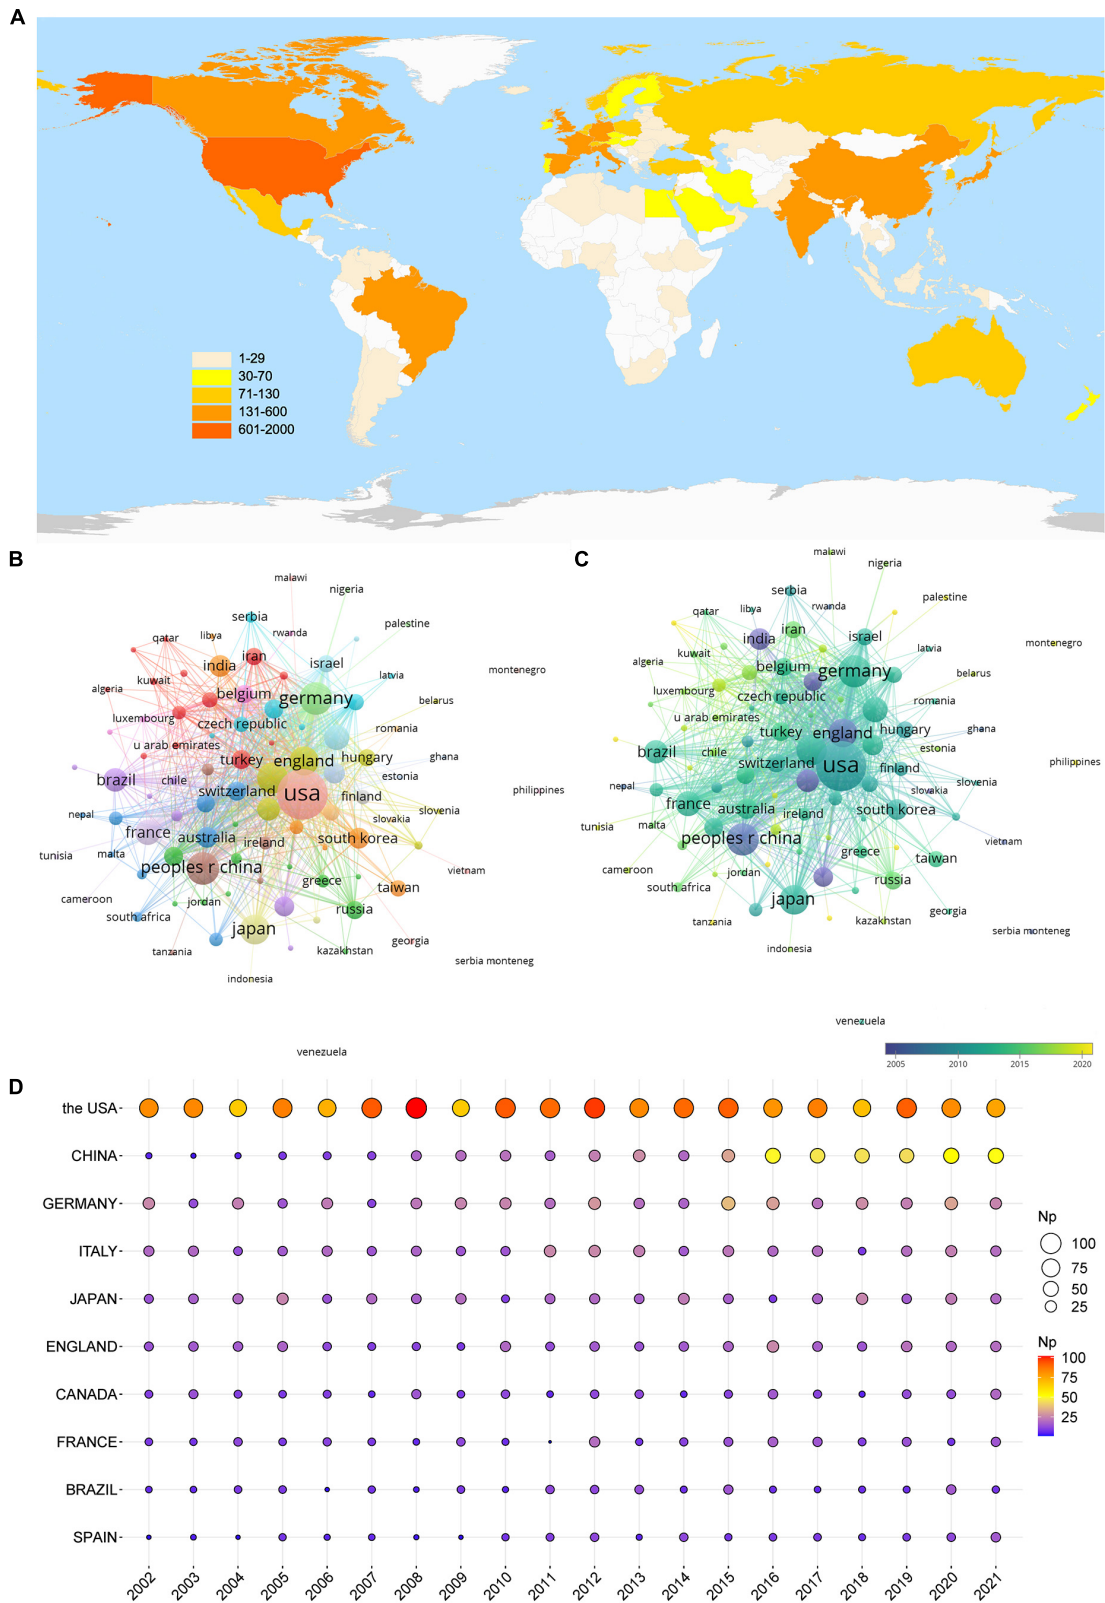 A
1-29
30-70
71-130
131-600
601-2000
B
malawi
nigeria
serbia
palestine
qatar
libya
rwanda
india
iran
israel
montenegro
kuwait
latvia
algeria
belgium
germany
belarus
luxembourg
czech republic
romania
u arab emirates
ghana
turkey
england
hungary
brazil
chile
estonia
switzerland
usa
finland
philippines
nepal
slovenia
slovakia
france
australia
ireland
south korea
tunisia
malta
peoples r china
greece
vietnam
taiwan
cameroon
jordan
south africa
russia
japan
georgia
tanzania
kazakhstan
serbia monteneg
indonesia
venezuela
C
malawi
nigeria
serbia
palestine
qatar
libya
rwanda
india
iran
israel
montenegro
kuwait
latvia
algeria
belgium
germany
belarus
luxembourg
czech republic
romania
u arab emirates
ghana
turkey
england
hungary
brazil
chile
estonia
switzerland
usa
finland
philippines
nepal
slovenia
slovakia
france
australia
ireland
south korea
tunisia
malta
peoples r china
greece
vietnam
taiwan
cameroon
jordan
south africa
russia
japan
georgia
tanzania
kazakhstan
serbia monteneg
indonesia
venezuela
2005 2010 2015 2020
D
the USA
CHINA
GERMANY
ITALY
JAPAN
ENGLAND
CANADA
FRANCE
BRAZIL
SPAIN
2002 2003 2004 2005 2006 2007 2008 2009 2010 2011 2012 2013 2014 2015 2016 2017 2018 2019 2020 2021
Np
100
75
50
25
Np
100
75
50
25